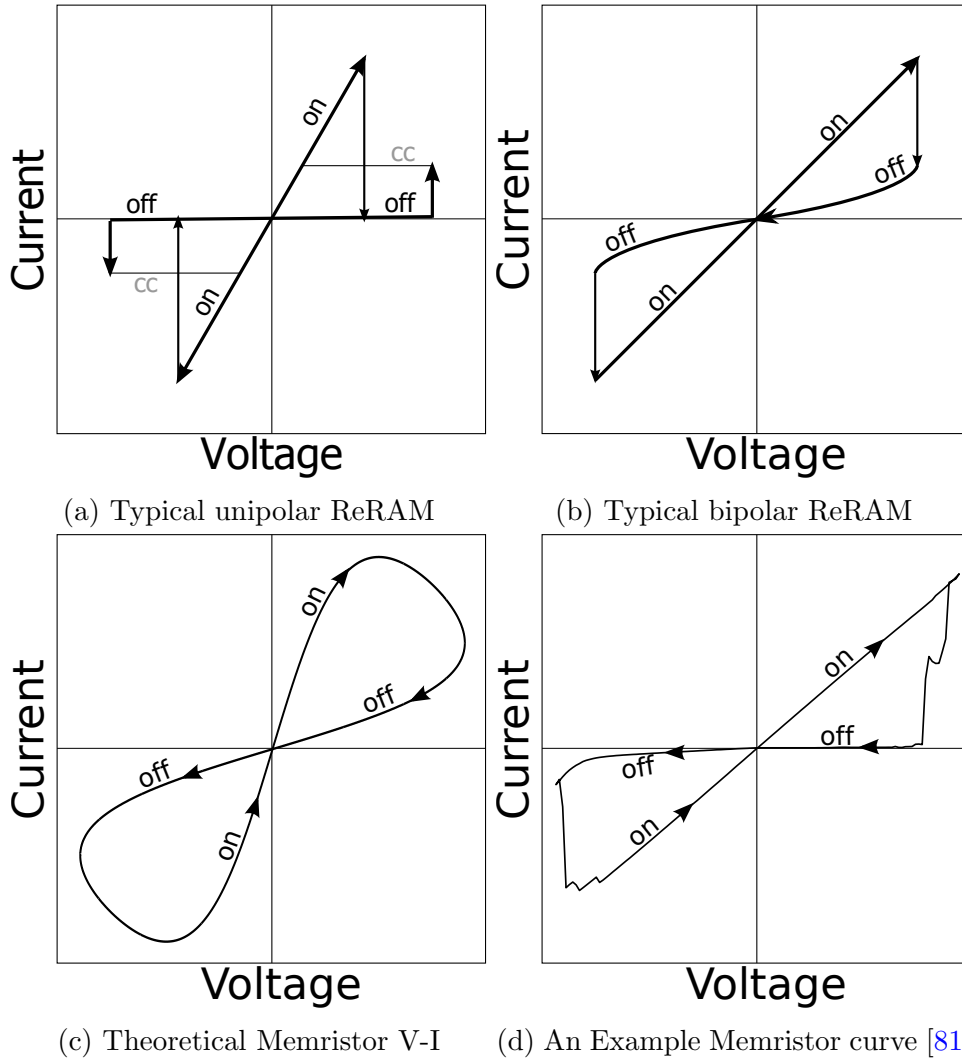 on
cc
off
off
cc
on
Current
Voltage
(a) Typical unipolar ReRAM
on
off
off
on
Current
Voltage
(b) Typical bipolar ReRAM
on
off
off
on
Current
Voltage
(c) Theoretical Memristor V-I
on
off
off
on
Current
Voltage
(d) An Example Memristor curve [81